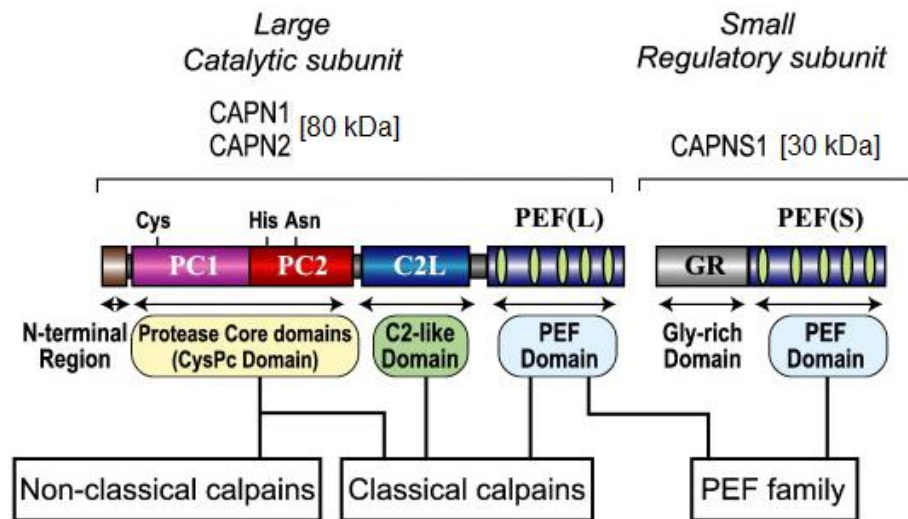 Large
Catalytic subunit
Small
Regulatory subunit
CAPN1
CAPN2
[80 kDa]
CAPNS1 [30 kDa]
Cys
His Asn
PEF(L)
PEF(S)
PC1
PC2
C2L
GR
N-terminal
Region
Protease Core domains
(CysPc Domain)
C2-like
Domain
PEF
Domain
Gly-rich
Domain
PEF
Domain
Non-classical calpains
Classical calpains
PEF family